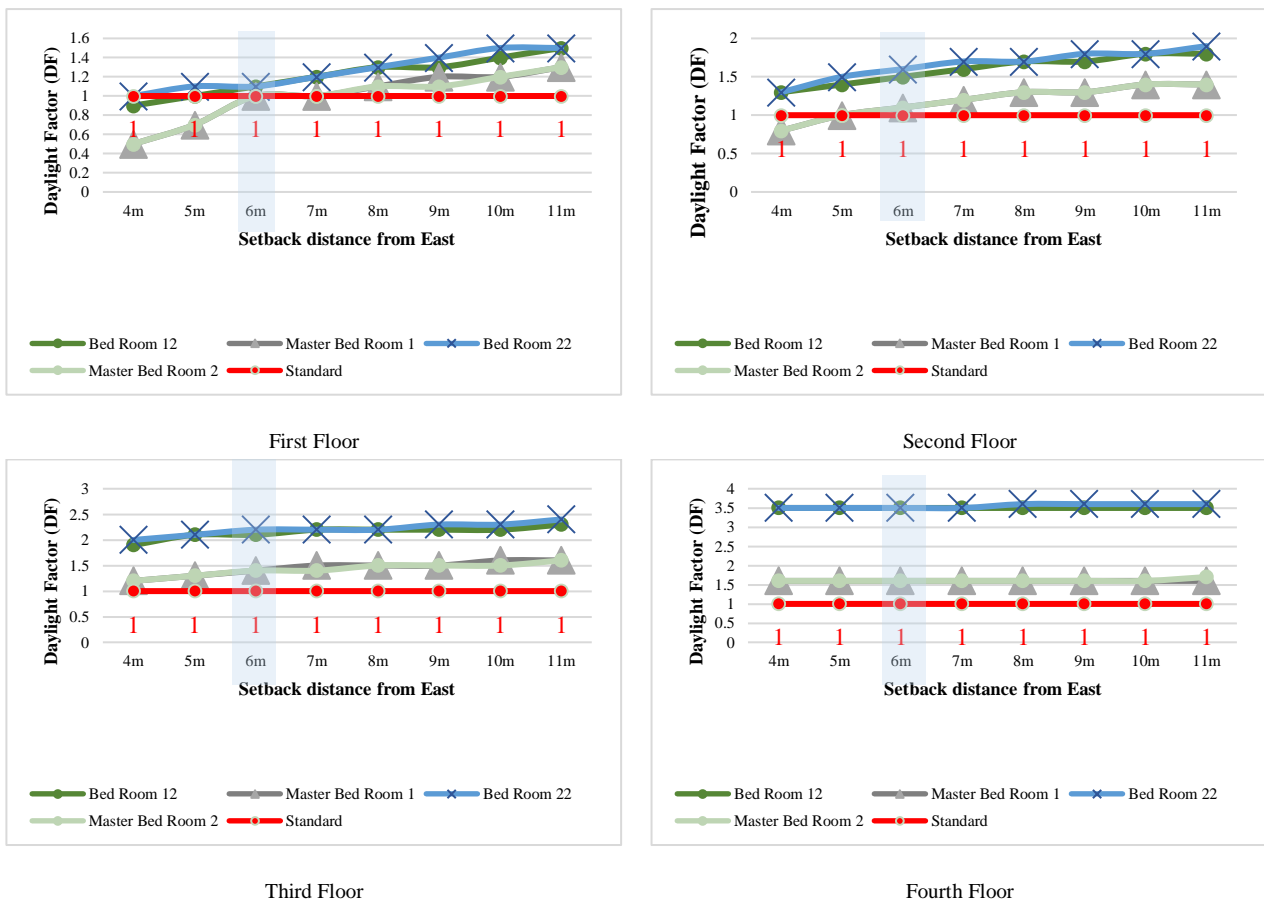 Daylight Factor (DF)
1.6
1.4
1.2
1
0.8
0.6
0.4
0.2
0
1 1 1 1 1 1 1 1
4m 5m 6m 7m 8m 9m 10m 11m
Setback distance from East
Bed Room 12 Master Bed Room 1 Bed Room 22
Master Bed Room 2 Standard
First Floor
Daylight Factor (DF)
2
1.5
1
0.5
0
1 1 1 1 1 1 1 1
4m 5m 6m 7m 8m 9m 10m 11m
Setback distance from East
Bed Room 12 Master Bed Room 1 Bed Room 22
Master Bed Room 2 Standard
Second Floor
Daylight Factor (DF)
3
2.5
2
1.5
1
0.5
0
1 1 1 1 1 1 1 1
4m 5m 6m 7m 8m 9m 10m 11m
Setback distance from East
Bed Room 12 Master Bed Room 1 Bed Room 22
Master Bed Room 2 Standard
Third Floor
Daylight Factor (DF)
4
3.5
3
2.5
2
1.5
1
0.5
0
1 1 1 1 1 1 1 1
4m 5m 6m 7m 8m 9m 10m 11m
Setback distance from East
Bed Room 12 Master Bed Room 1 Bed Room 22
Master Bed Room 2 Standard
Fourth Floor